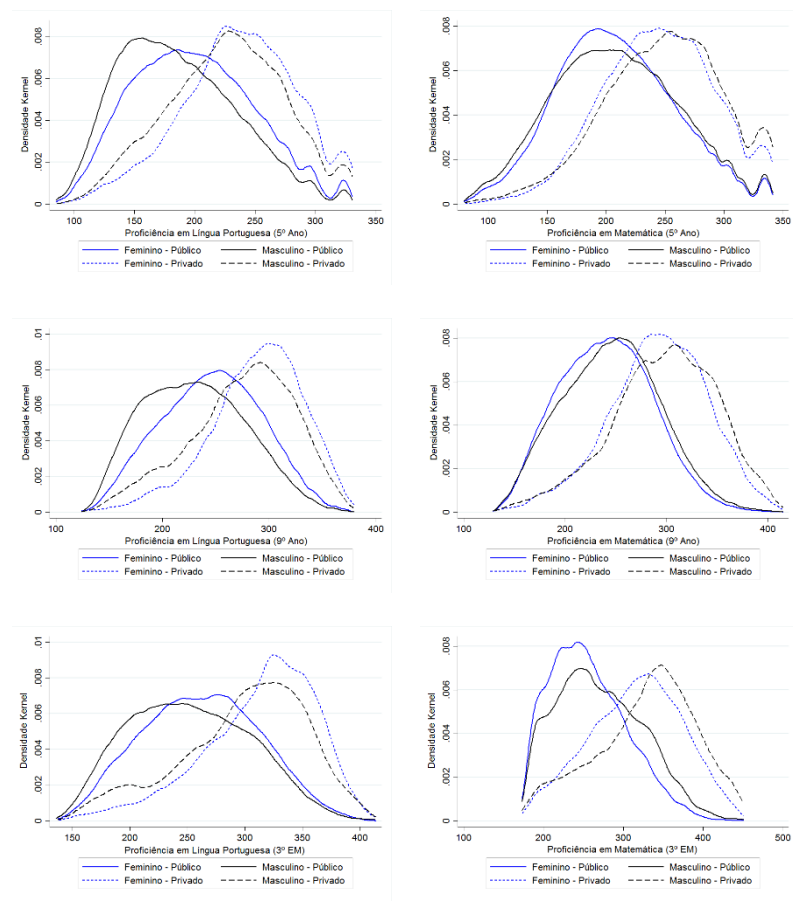 Densidade Kernel
.008
.006
.004
.002
0
100 150 200 250 300 350
Proficiência em Língua Portuguesa (5º Ano)
Feminino - Público Masculino - Público
Feminino - Privado Masculino - Privado
Densidade Kernel
.008
.006
.004
.002
0
100 150 200 250 300 350
Proficiência em Matemática (5º Ano)
Feminino - Público Masculino - Público
Feminino - Privado Masculino - Privado
Densidade Kernel
.01
.008
.006
.004
.002
0
100 200 300 400
Proficiência em Língua Portuguesa (9º Ano)
Feminino - Público Masculino - Público
Feminino - Privado Masculino - Privado
Densidade Kernel
.008
.006
.004
.002
0
100 200 300 400
Proficiência em Matemática (9º Ano)
Feminino - Público Masculino - Público
Feminino - Privado Masculino - Privado
Densidade Kernel
.01
.008
.006
.004
.002
0
150 200 250 300 350 400
Proficiência em Língua Portuguesa (3º EM)
Feminino - Público Masculino - Público
Feminino - Privado Masculino - Privado
Densidade Kernel
.008
.006
.004
.002
0
100 200 300 400 500
Proficiência em Matemática (3º EM)
Feminino - Público Masculino - Público
Feminino - Privado Masculino - Privado